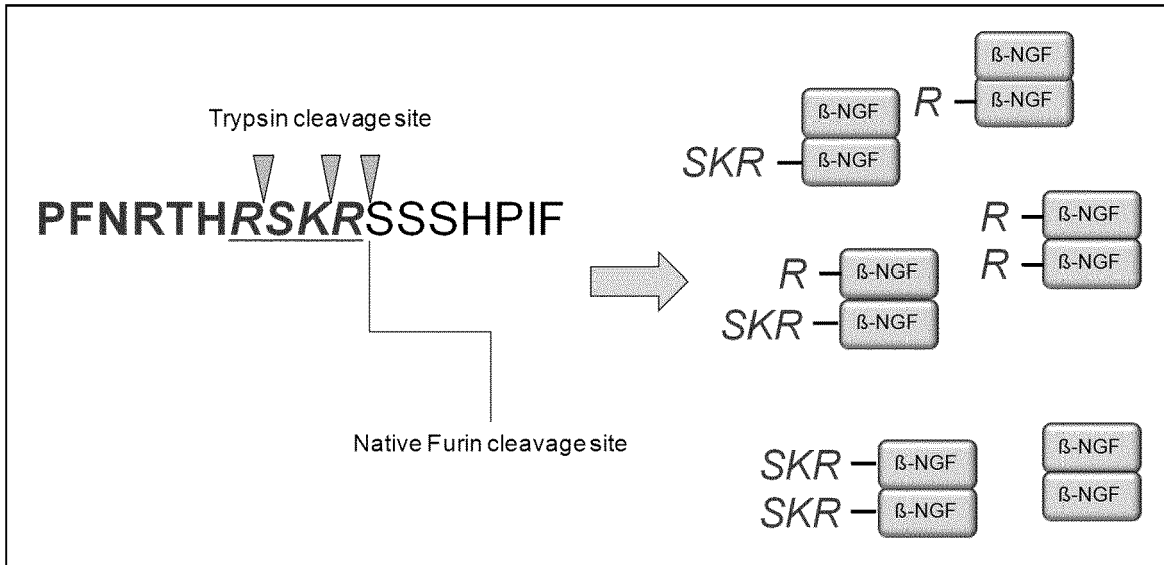 Trypsin cleavage site
PFNRTHRSKRSSSHPIF
Native Furin cleavage site
ß-NGF
R ß-NGF
ß-NGF
SKR ß-NGF
R ß-NGF
R ß-NGF
R ß-NGF
SKR ß-NGF
SKR ß-NGF
SKR ß-NGF
ß-NGF
ß-NGF